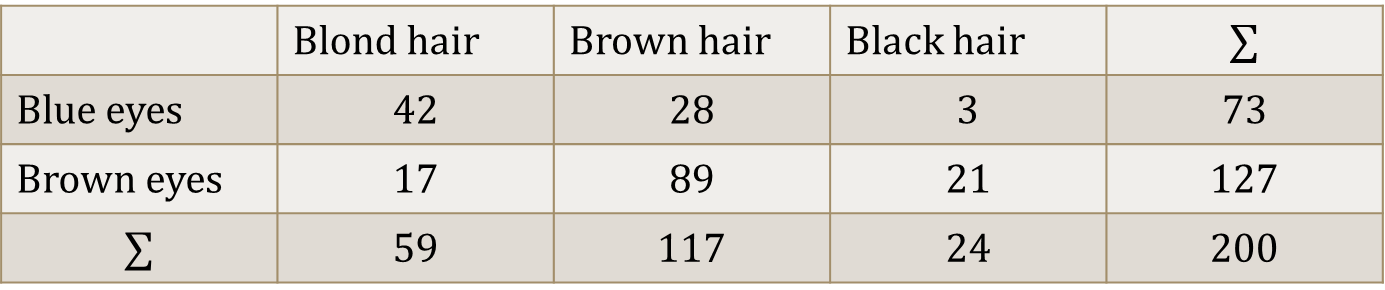 Blond hair Brown hair Black hair ∑
Blue eyes 42 28 3 73
Brown eyes 17 89 21 127
∑ 59 117 24 200